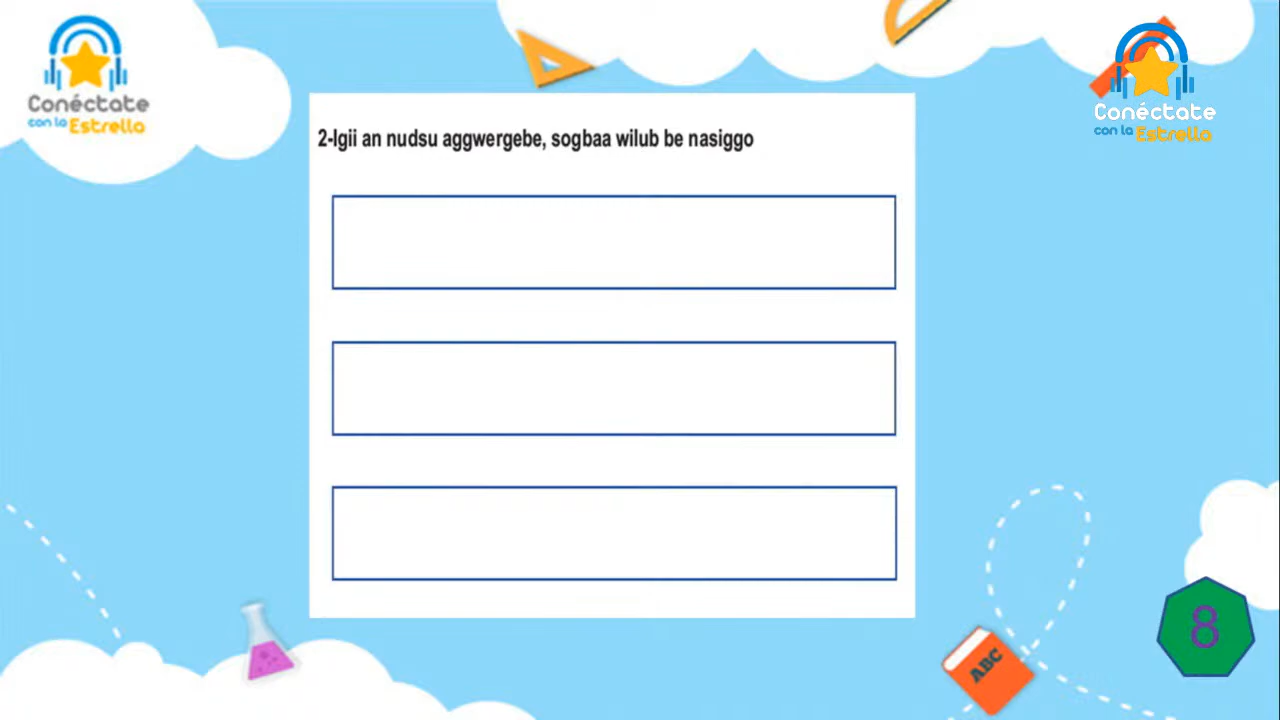 Conéctate
con la Estrella
Conéctate
con la Estrella
2-Igii an nudsu aggwergebe, sogbaa wilub be nasiggo
ABC
8